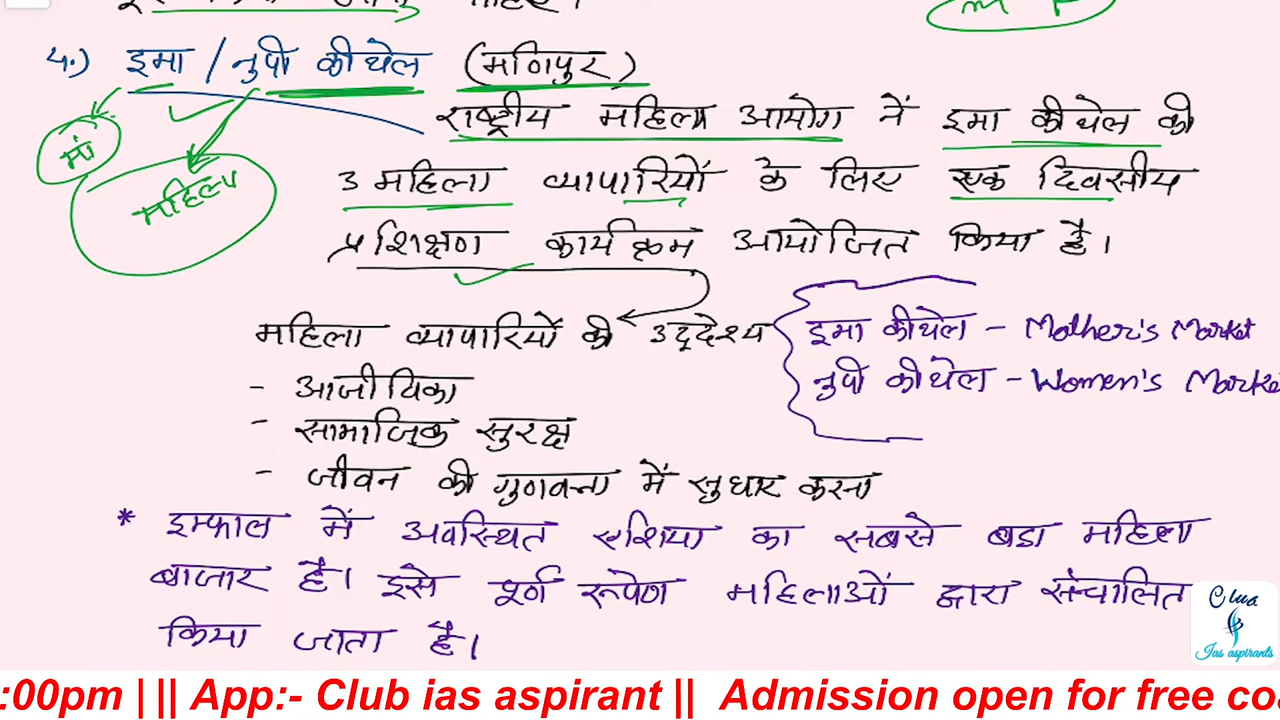 4.) इमा / नुपी कीथेल (मणिपुर)
राष्ट्रीय महिला आयोग नें इमा कीथेल की
मां
महिला
3 महिला व्यापारियों के लिए एक दिवसीय
प्रशिक्षण कार्यक्रम आयोजित किया है।
महिला व्यापारियों की उद्देश्य
इमा कीथेल - Mother's Market
नुपी कीथेल - Women's Marke
- आजीविका
- सामाजिक सुरक्ष
- जीवन की गुणवत्ता में सुधार करना
* इम्फाल में अवस्थित एशिया का सबसे बडा महिला
बाजार है। इसे पूर्ण रूपेण महिलाओं द्वारा संचालित
किया जाता है।
Club
Ias aspirants
:00pm | || App:- Club ias aspirant || Admission open for free co